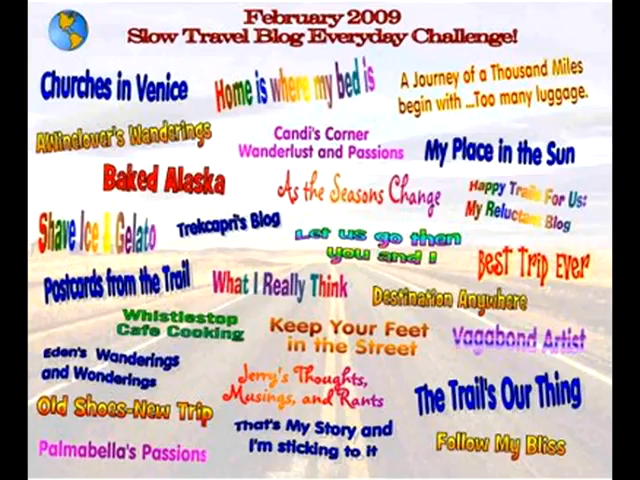 February 2009
Slow Travel Blog Everyday Challenge!
Churches in Venice
Home is where my bed is
A Journey of a Thousand Miles
begin with ...Too many luggage.
AWinelover's Wanderings
Candi's Corner
Wanderlust and Passions
My Place in the Sun
Baked Alaska
As the Seasons Change
Happy Trails For Us:
My Reluctant Blog
Shave Ice & Gelato
Trekcapri's Blog
Let us go then
you and I
Best Trip Ever
Postcards from the Trail
What I Really Think
Destination Anywhere
Whistlestop
Cafe Cooking
Keep Your Feet
in the Street
Vagabond Artist
Eden's Wanderings
and Wonderings
Jerry's Thoughts,
Musings, and Rants
The Trail's Our Thing
Old Shoes-New Trip
That's My Story and
I'm sticking to it
Follow My Bliss
Palmabella's Passions